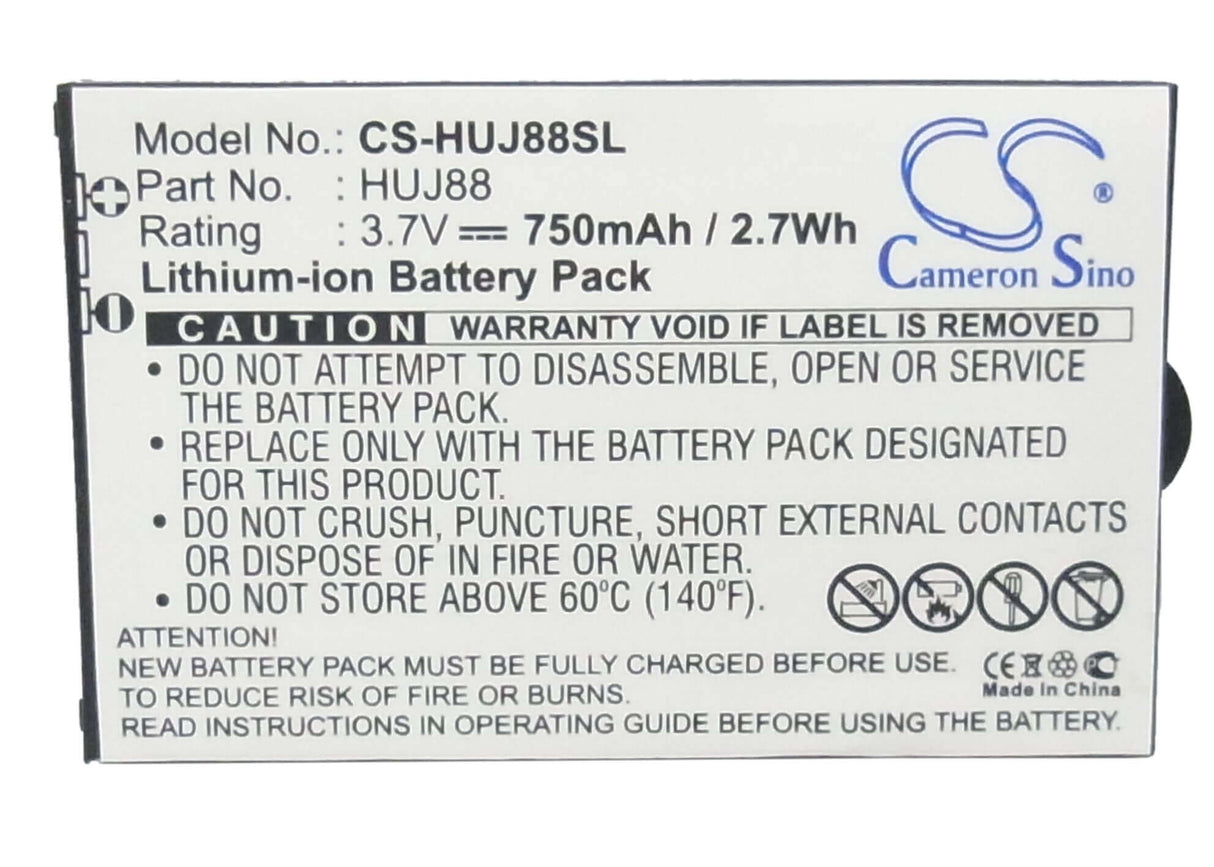 Model No.: CS-HUJ88SL
Part No. : HUJ88
Rating : 3.7V 750mAh / 2.7Wh
Lithium-ion Battery Pack
CS ®
Cameron Sino
CAUTION WARRANTY VOID IF LABEL IS REMOVED
• DO NOT ATTEMPT TO DISASSEMBLE, OPEN OR SERVICE
THE BATTERY PACK.
• REPLACE ONLY WITH THE BATTERY PACK DESIGNATED
FOR THIS PRODUCT.
• DO NOT CRUSH, PUNCTURE, SHORT EXTERNAL CONTACTS
OR DISPOSE OF IN FIRE OR WATER.
• DO NOT STORE ABOVE 60°C (140°F).
ATTENTION!
NEW BATTERY PACK MUST BE FULLY CHARGED BEFORE USE.
TO REDUCE RISK OF FIRE OR BURNS.
READ INSTRUCTIONS IN OPERATING GUIDE BEFORE USING THE BATTERY.
CE
Made In China